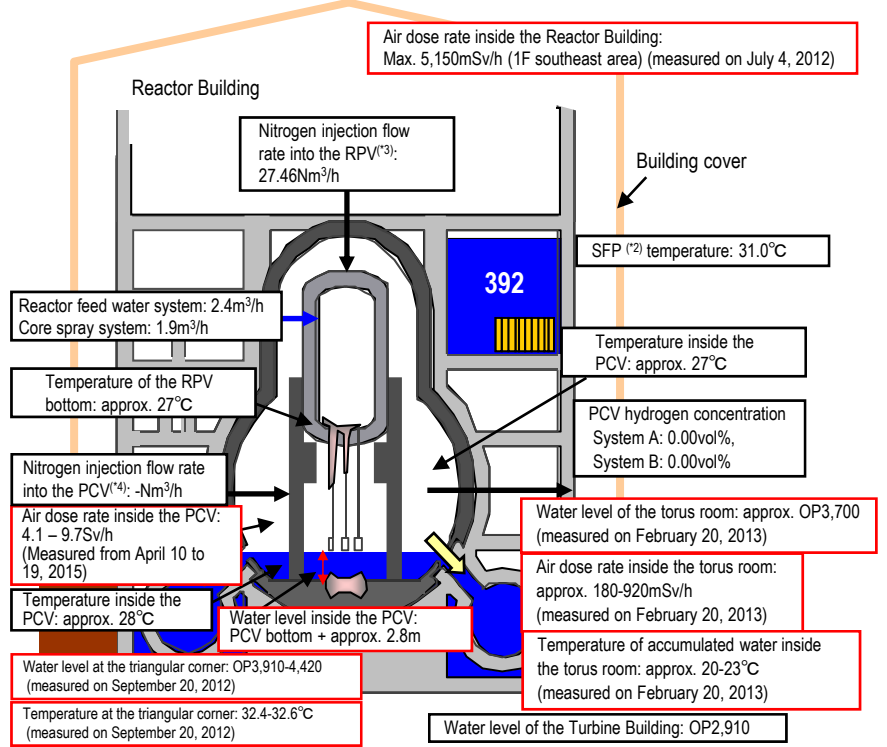 Air dose rate inside the Reactor Building:
Max. 5,150mSv/h (1F southeast area) (measured on July 4, 2012)
Reactor Building
Nitrogen injection flow
rate into the RPV(*3):
27.46Nm3/h
Building cover
SFP (*2) temperature: 31.0℃
392
Reactor feed water system: 2.4m3/h
Core spray system: 1.9m3/h
Temperature inside the
PCV: approx. 27℃
Temperature of the RPV
bottom: approx. 27℃
PCV hydrogen concentration
System A: 0.00vol%,
System B: 0.00vol%
Nitrogen injection flow rate
into the PCV(*4): -Nm3/h
Air dose rate inside the PCV:
4.1 – 9.7Sv/h
(Measured from April 10 to
19, 2015)
Water level of the torus room: approx. OP3,700
(measured on February 20, 2013)
Air dose rate inside the torus room:
approx. 180-920mSv/h
(measured on February 20, 2013)
Temperature inside the
PCV: approx. 28℃
Water level inside the PCV:
PCV bottom + approx. 2.8m
Temperature of accumulated water inside
the torus room: approx. 20-23℃
(measured on February 20, 2013)
Water level at the triangular corner: OP3,910-4,420
(measured on September 20, 2012)
Temperature at the triangular corner: 32.4-32.6℃
(measured on September 20, 2012)
Water level of the Turbine Building: OP2,910